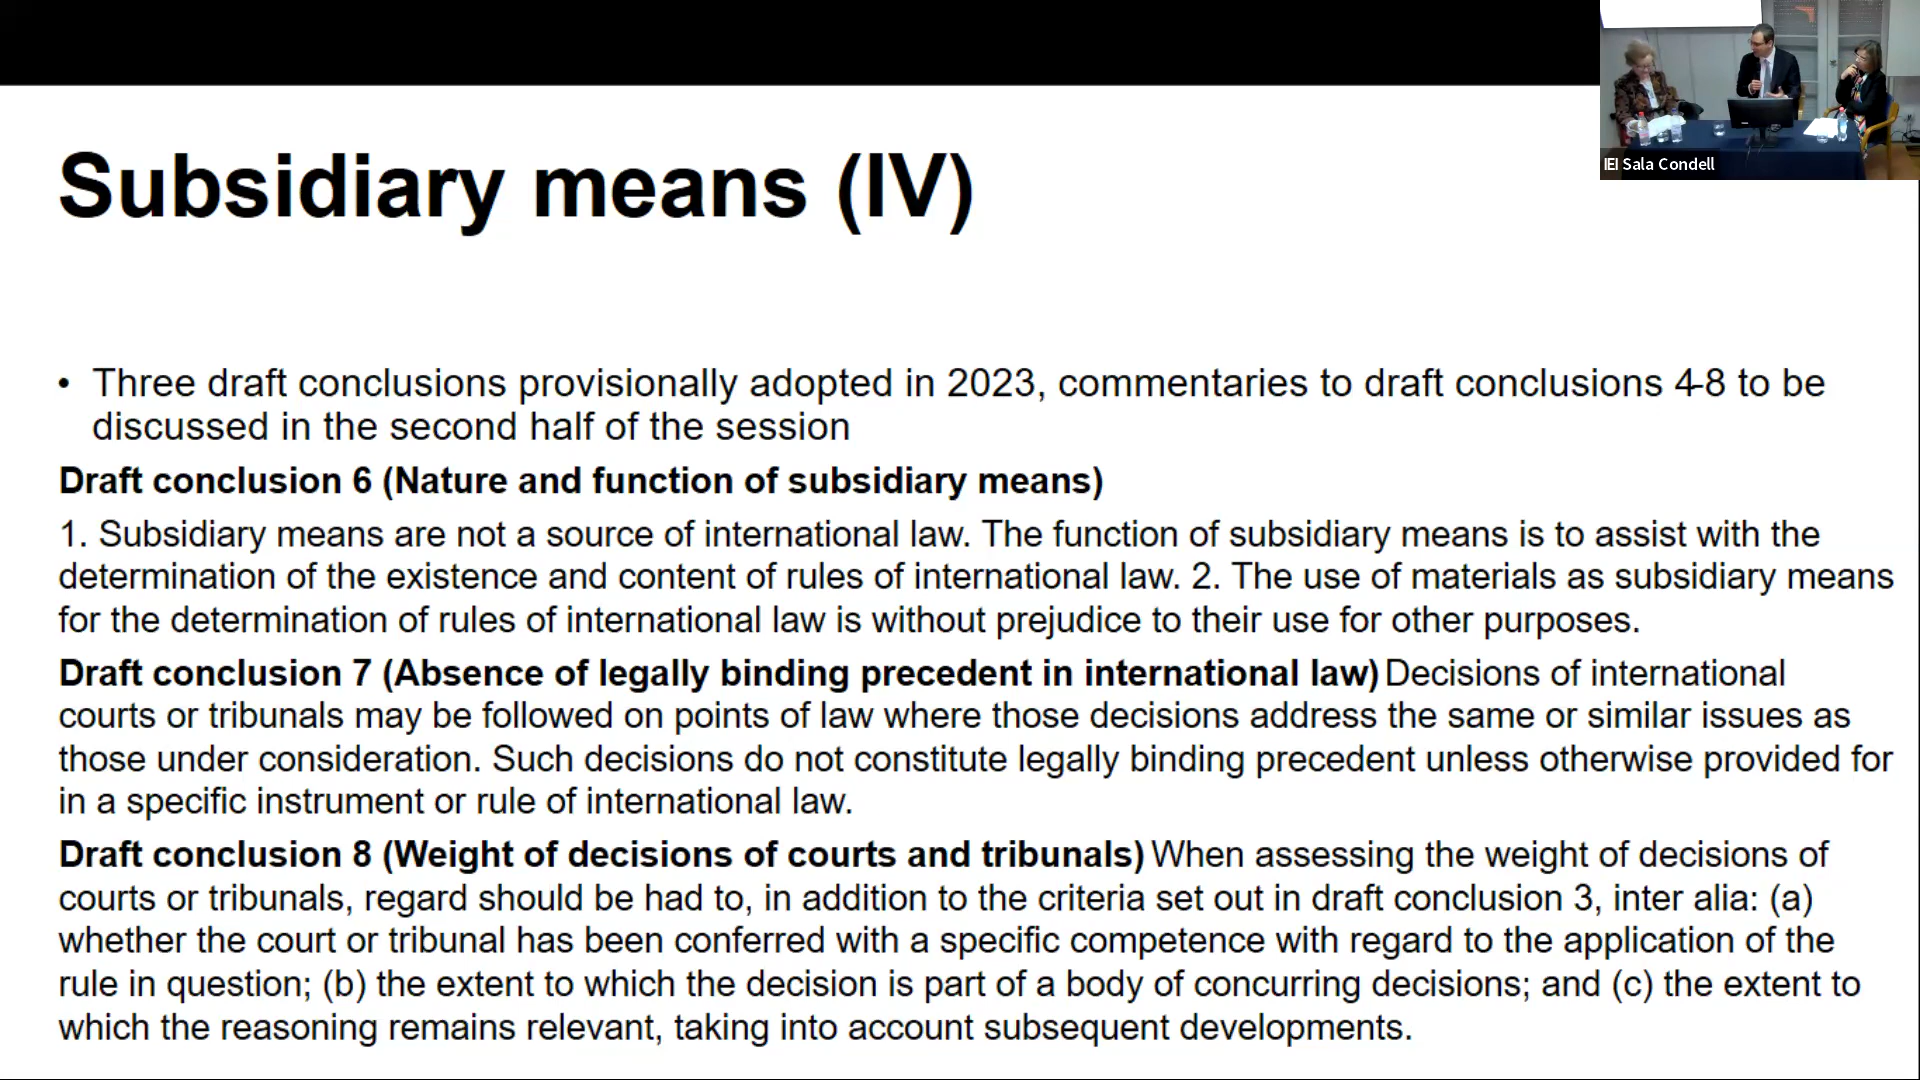 IEI Sala Condell
Subsidiary means (IV)
• Three draft conclusions provisionally adopted in 2023, commentaries to draft conclusions 4-8 to be
discussed in the second half of the session
Draft conclusion 6 (Nature and function of subsidiary means)
1. Subsidiary means are not a source of international law. The function of subsidiary means is to assist with the
determination of the existence and content of rules of international law. 2. The use of materials as subsidiary means
for the determination of rules of international law is without prejudice to their use for other purposes.
Draft conclusion 7 (Absence of legally binding precedent in international law) Decisions of international
courts or tribunals may be followed on points of law where those decisions address the same or similar issues as
those under consideration. Such decisions do not constitute legally binding precedent unless otherwise provided for
in a specific instrument or rule of international law.
Draft conclusion 8 (Weight of decisions of courts and tribunals) When assessing the weight of decisions of
courts or tribunals, regard should be had to, in addition to the criteria set out in draft conclusion 3, inter alia: (a)
whether the court or tribunal has been conferred with a specific competence with regard to the application of the
rule in question; (b) the extent to which the decision is part of a body of concurring decisions; and (c) the extent to
which the reasoning remains relevant, taking into account subsequent developments.